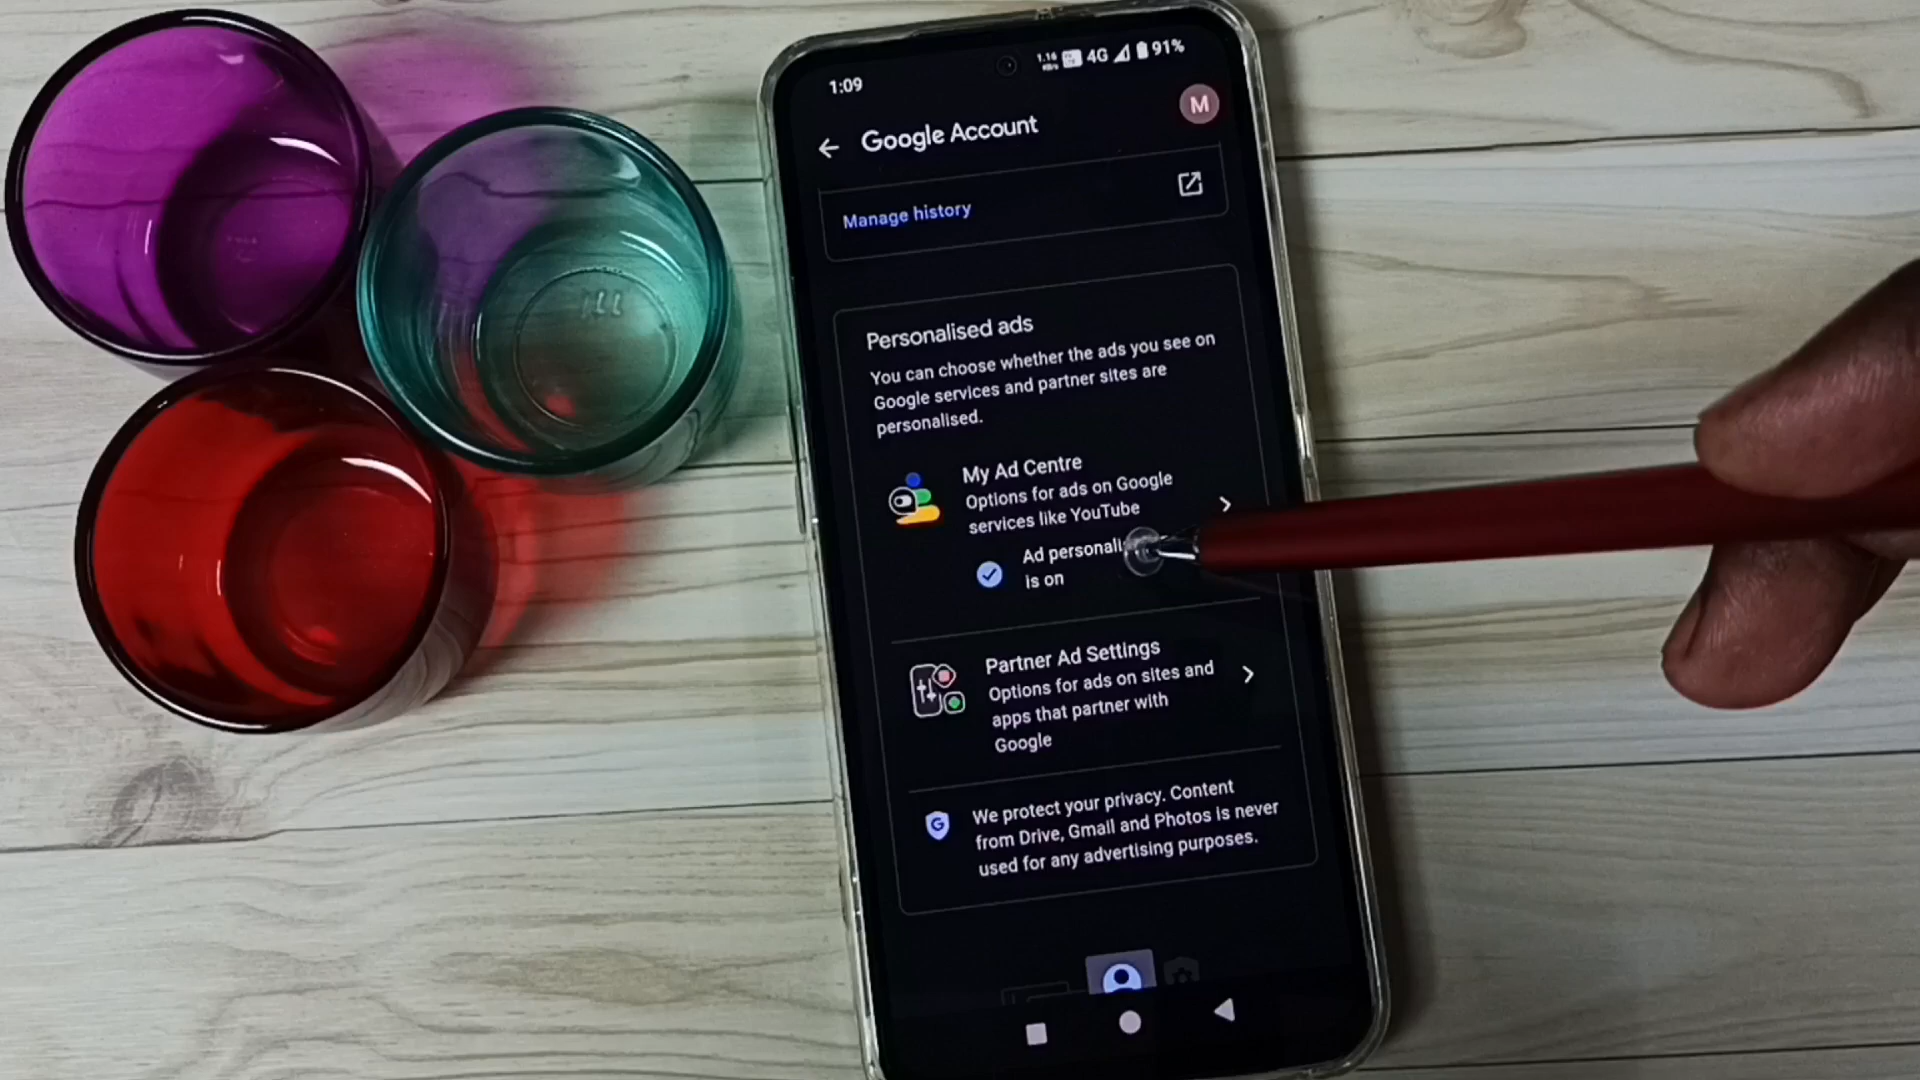 1:09
4G 91%
Google Account
M
Manage history
Personalised ads
You can choose whether the ads you see on
Google services and partner sites are
personalised.
My Ad Centre
Options for ads on Google
services like YouTube
Ad personali
is on
Partner Ad Settings
Options for ads on sites and
apps that partner with
Google
G
We protect your privacy. Content
from Drive, Gmail and Photos is never
used for any advertising purposes.